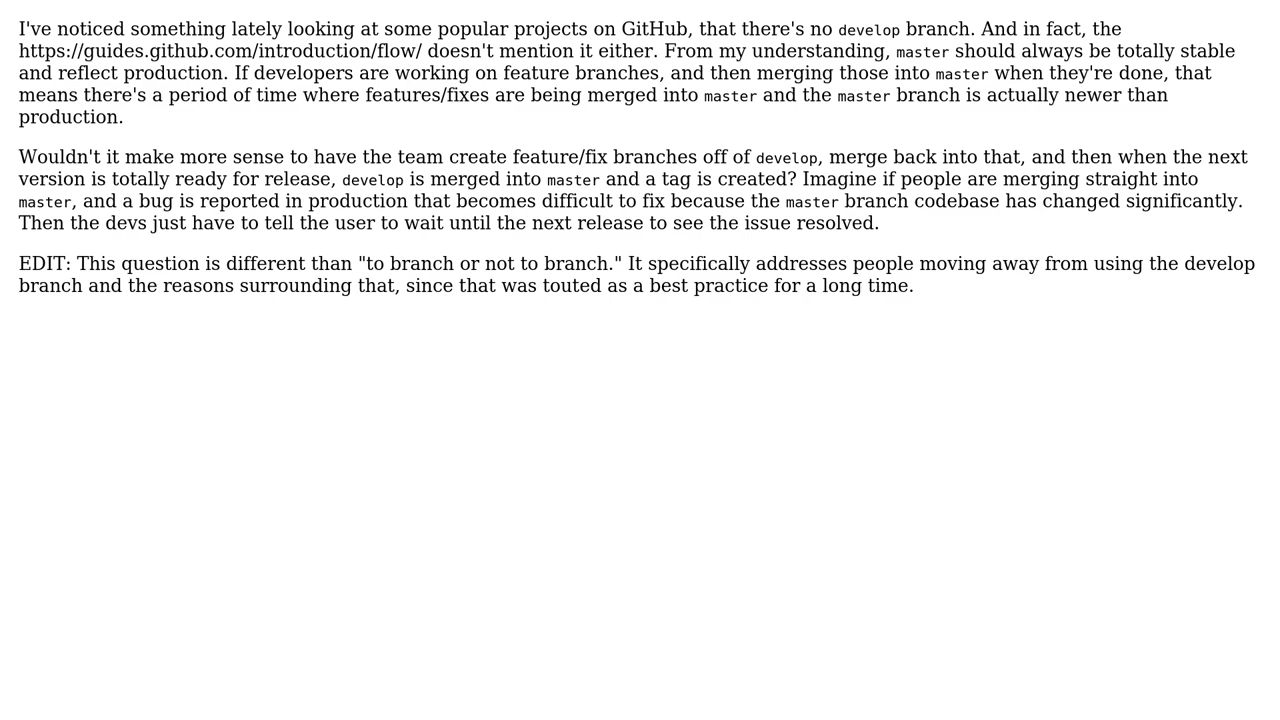 I've noticed something lately looking at some popular projects on GitHub, that there's no develop branch. And in fact, the
https://guides.github.com/introduction/flow/ doesn't mention it either. From my understanding, master should always be totally stable
and reflect production. If developers are working on feature branches, and then merging those into master when they're done, that
means there's a period of time where features/fixes are being merged into master and the master branch is actually newer than
production.
Wouldn't it make more sense to have the team create feature/fix branches off of develop, merge back into that, and then when the next
version is totally ready for release, develop is merged into master and a tag is created? Imagine if people are merging straight into
master, and a bug is reported in production that becomes difficult to fix because the master branch codebase has changed significantly.
Then the devs just have to tell the user to wait until the next release to see the issue resolved.
EDIT: This question is different than "to branch or not to branch." It specifically addresses people moving away from using the develop
branch and the reasons surrounding that, since that was touted as a best practice for a long time.